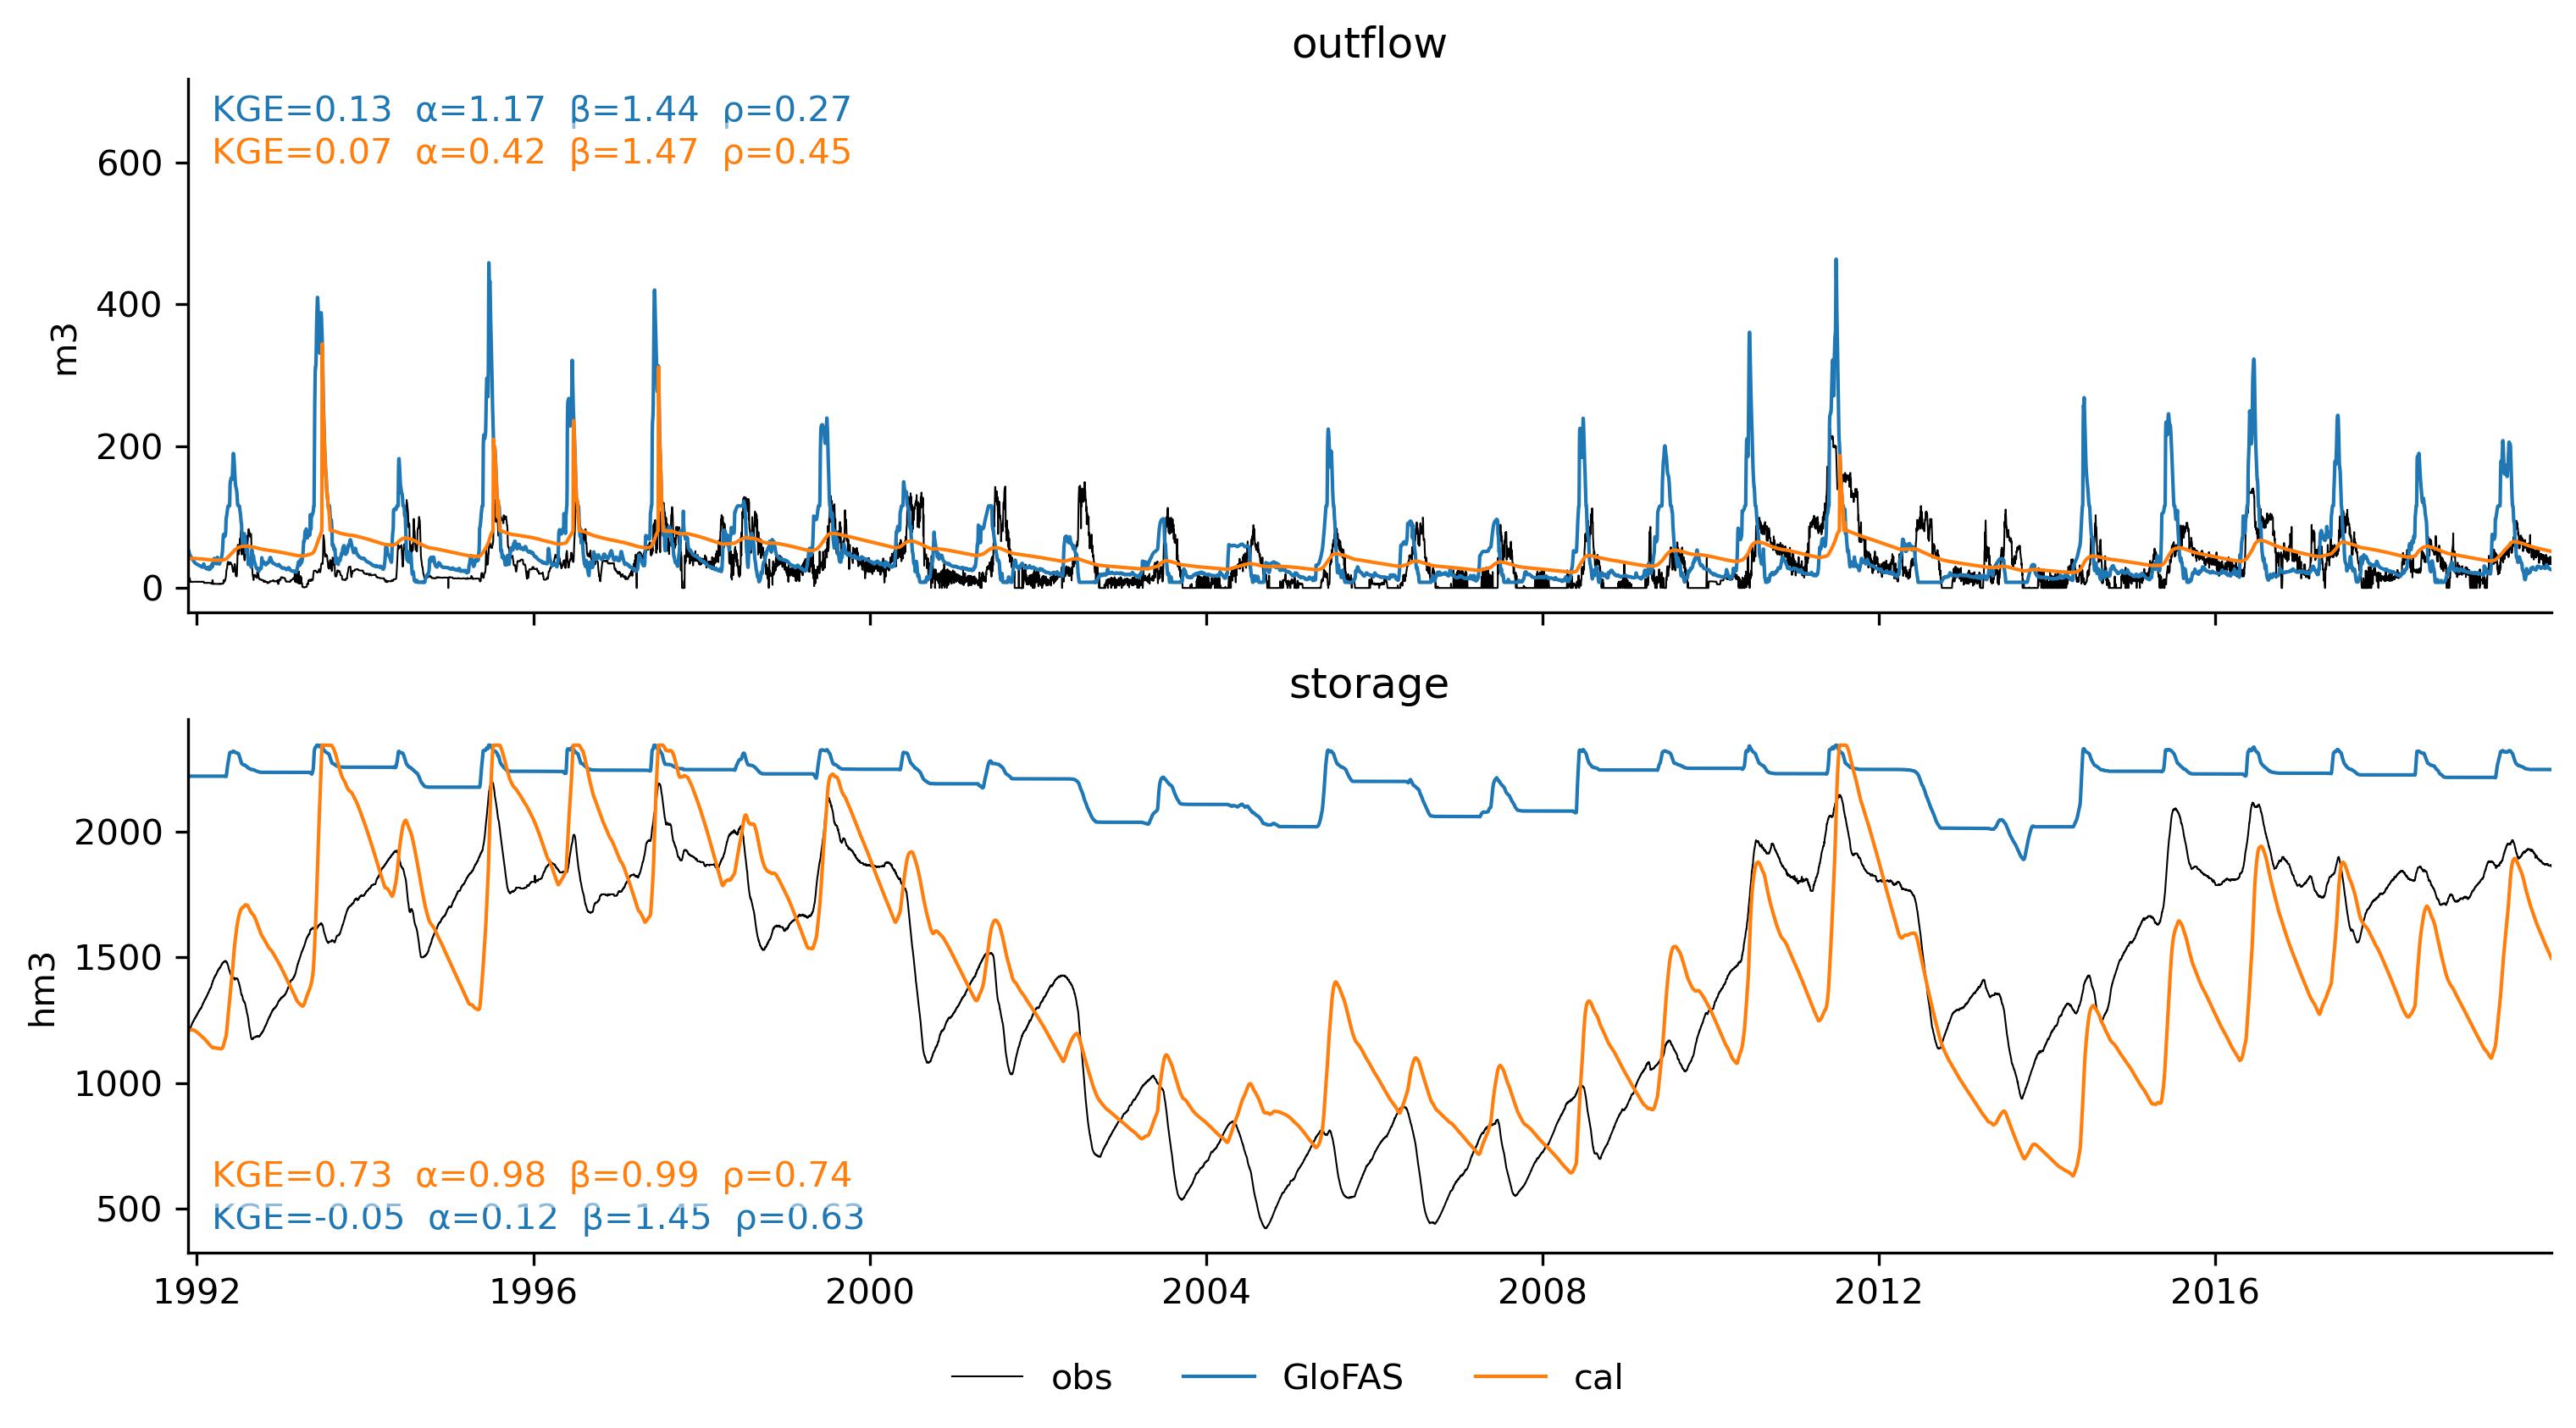 outflow
KGE=0.13 α=1.17 β=1.44 ρ=0.27
KGE=0.07 α=0.42 β=1.47 ρ=0.45
600
400
200
0
m3
storage
2000
1500
1000
500
hm3
KGE=0.73 α=0.98 β=0.99 ρ=0.74
KGE=-0.05 α=0.12 β=1.45 ρ=0.63
1992 1996 2000 2004 2008 2012 2016
obs GloFAS cal